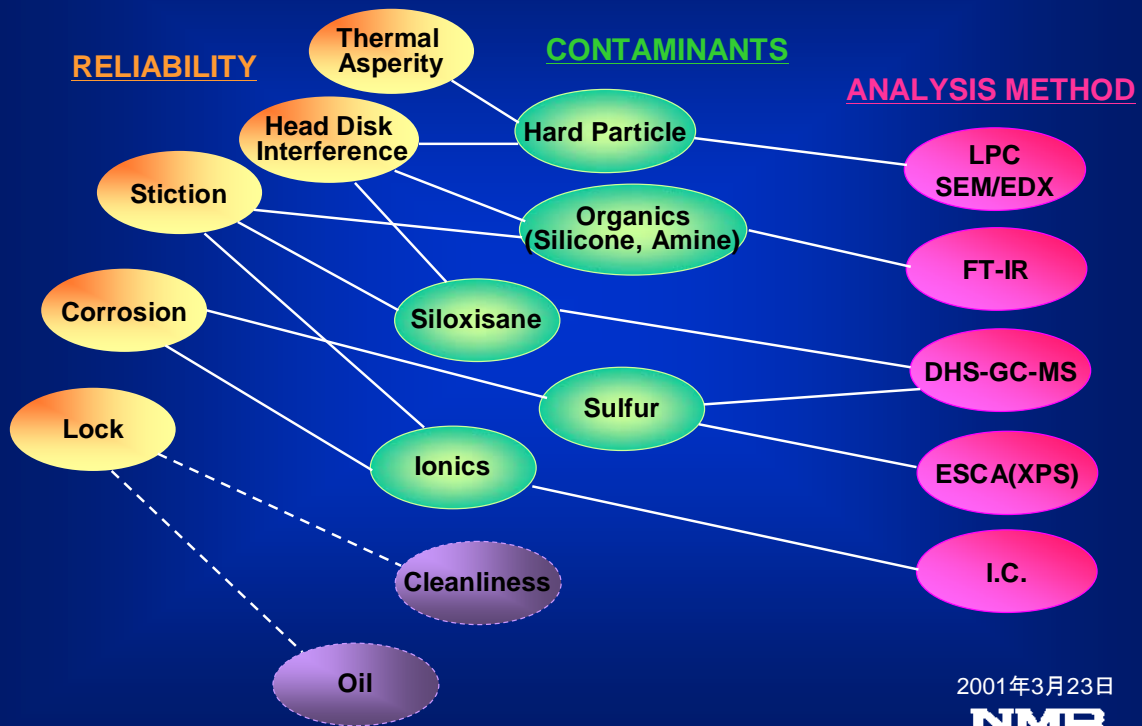 RELIABILITY
CONTAMINANTS
ANALYSIS METHOD
Thermal
Asperity
Head Disk
Interference
Stiction
Corrosion
Lock
Hard Particle
Organics
(Silicone, Amine)
Siloxisane
Sulfur
Ionics
Cleanliness
Oil
LPC
SEM/EDX
FT-IR
DHS-GC-MS
ESCA(XPS)
I.C.
2001年3月23日
NMB